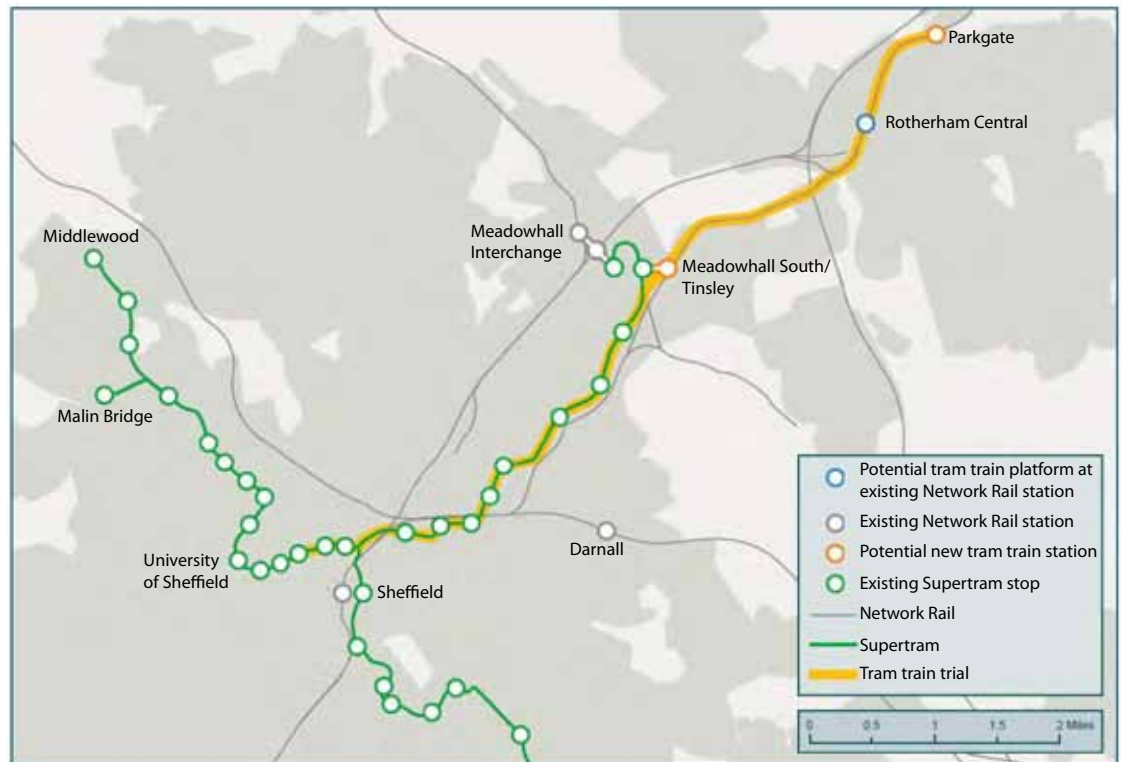 Parkgate
Rotherham Central
Middlewood
Meadowhall
Interchange
Meadowhall South/
Tinsley
Malin Bridge
University
of Sheffield
Darnall
Sheffield
Potential tram train platform at
existing Network Rail station
Existing Network Rail station
Potential new tram train station
Existing Supertram stop
Network Rail
Supertram
Tram train trial
0 0.5 1 1.5 2 Miles